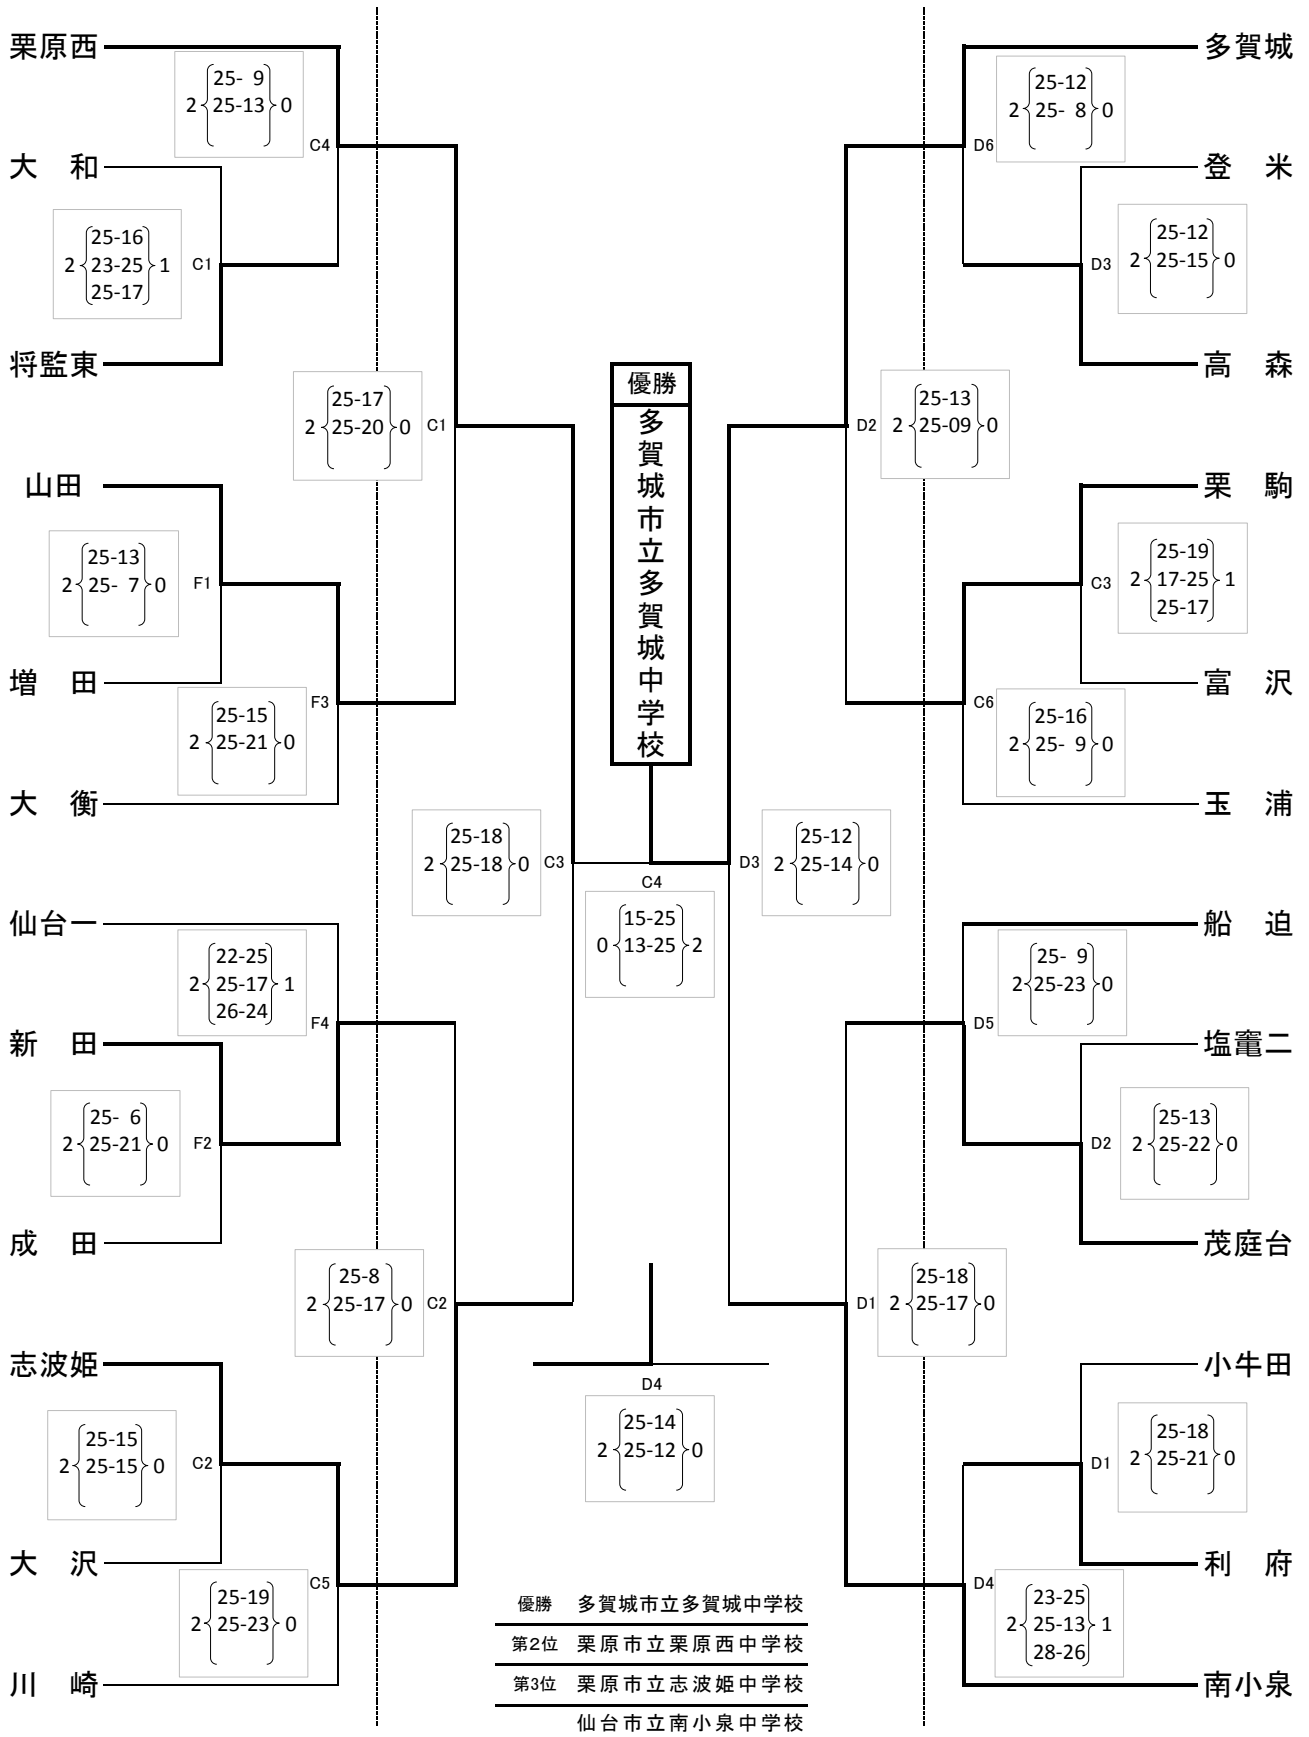 栗原西
2 25- 9 0
25-13
C4
大 和
25-16
2 23-25 1
25-17
C1
将監東
25-17
2 25-20 0
C1
山田
25-13
2 25- 7 0
F1
増 田
25-15
2 25-21 0
F3
大 衡
25-18
2 25-18 0
C3
仙台一
22-25
2 25-17 1
26-24
F4
新 田
25- 6
2 25-21 0
F2
成 田
25-8
2 25-17 0
C2
志波姫
25-15
2 25-15 0
C2
大 沢
25-19
2 25-23 0
C5
川 崎
優勝
多賀城市立多賀城中学校
C4
15-25
0 13-25 2
D4
25-14
2 25-12 0
多賀城
25-12
2 25- 8 0
D6
登 米
25-12
2 25-15 0
D3
高 森
25-13
2 25-09 0
D2
栗 駒
25-19
2 17-25 1
25-17
C3
富 沢
25-16
2 25- 9 0
C6
玉 浦
25-12
2 25-14 0
D3
船 迫
25- 9
2 25-23 0
D5
塩竈二
25-13
2 25-22 0
D2
茂庭台
25-18
2 25-17 0
D1
小牛田
25-18
2 25-21 0
D1
利 府
23-25
2 25-13 1
28-26
D4
南小泉
優勝 多賀城市立多賀城中学校
第2位 栗原市立栗原西中学校
第3位 栗原市立志波姫中学校
仙台市立南小泉中学校